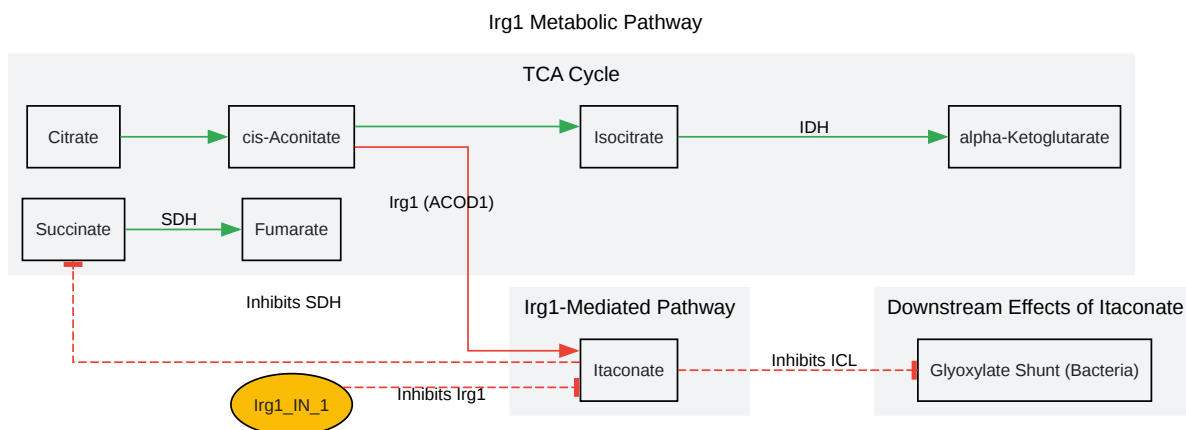 Irg1 Metabolic Pathway
TCA Cycle
Citrate
cis-Aconitate
Isocitrate
IDH
alpha-Ketoglutarate
Irg1 (ACOD1)
Succinate
SDH
Fumarate
Inhibits SDH
Irg1-Mediated Pathway
Downstream Effects of Itaconate
Itaconate
Inhibits ICL
Glyoxylate Shunt (Bacteria)
Irg1_IN_1
Inhibits Irg1